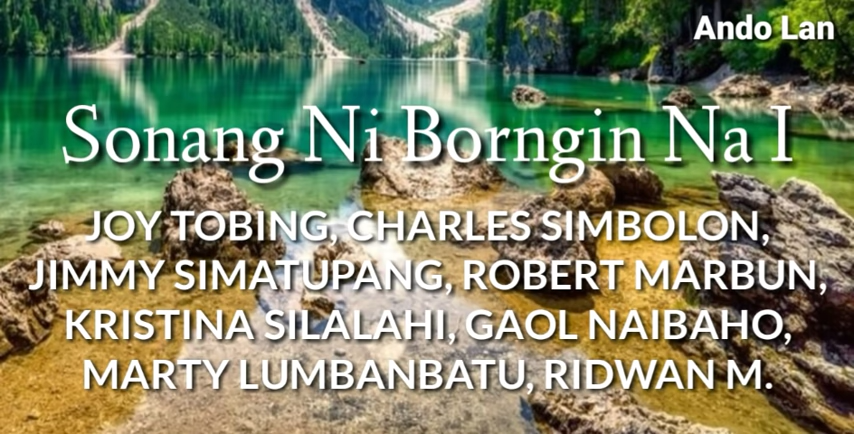 Ando Lan
Sonang Ni Borngin Na I
JOY TOBING, CHARLES SIMBOLON,
JIMMY SIMATUPANG, ROBERT MARBUN,
KRISTINA SILALAHI, GAOL NAIBAHO,
MARTY LUMBANBATU, RIDWAN M.